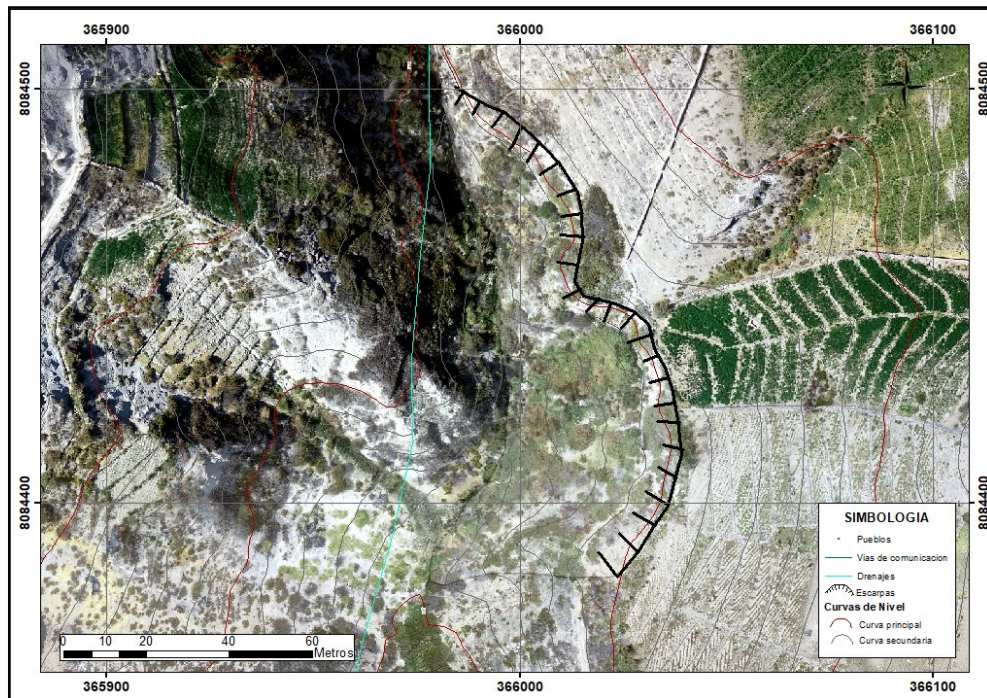 365900 366000 366100
8084500 8084500
8084400 8084400
SIMBOLOGIA
Pueblos
Vias de comunicacion
Drenajes
Escarpas
Curvas de Nivel
Curva principal
Curva secundaria
0 10 20 40 60
Metros
365900 366000 366100